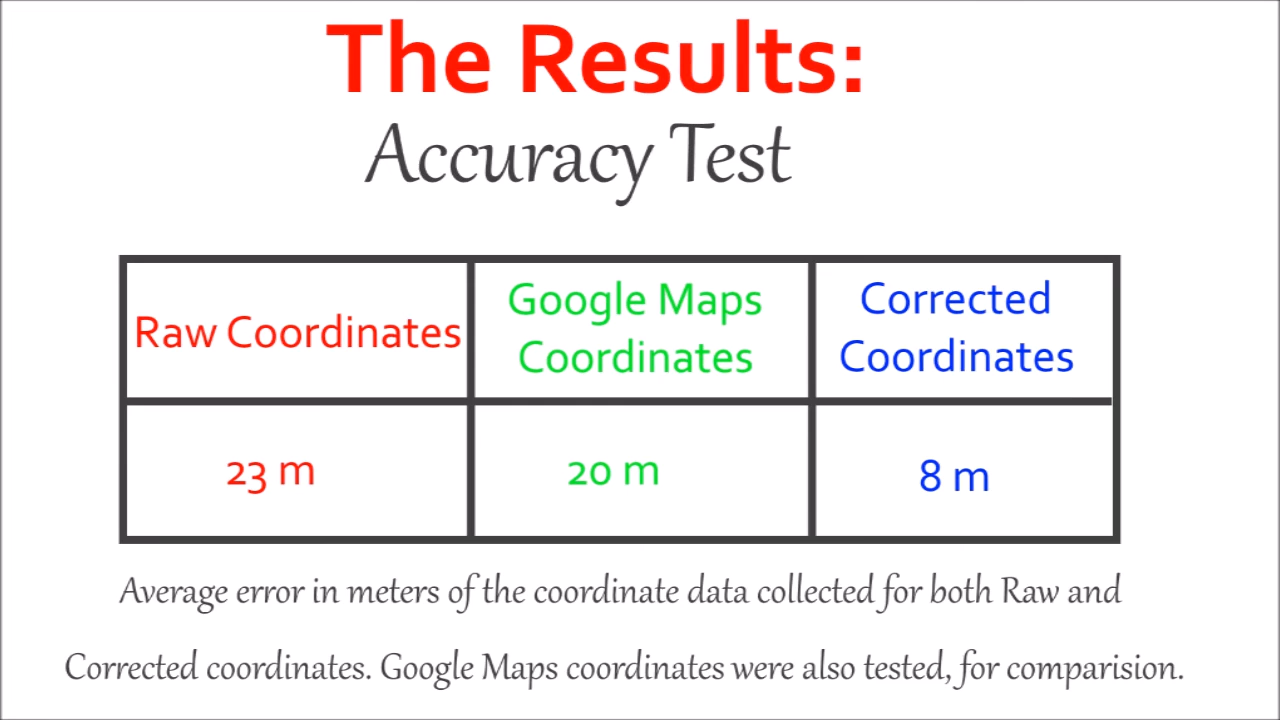 The Results:
Accuracy Test
Raw Coordinates
Google Maps
Coordinates
Corrected
Coordinates
23 m
20 m
8 m
Average error in meters of the coordinate data collected for both Raw and
Corrected coordinates. Google Maps coordinates were also tested, for comparision.